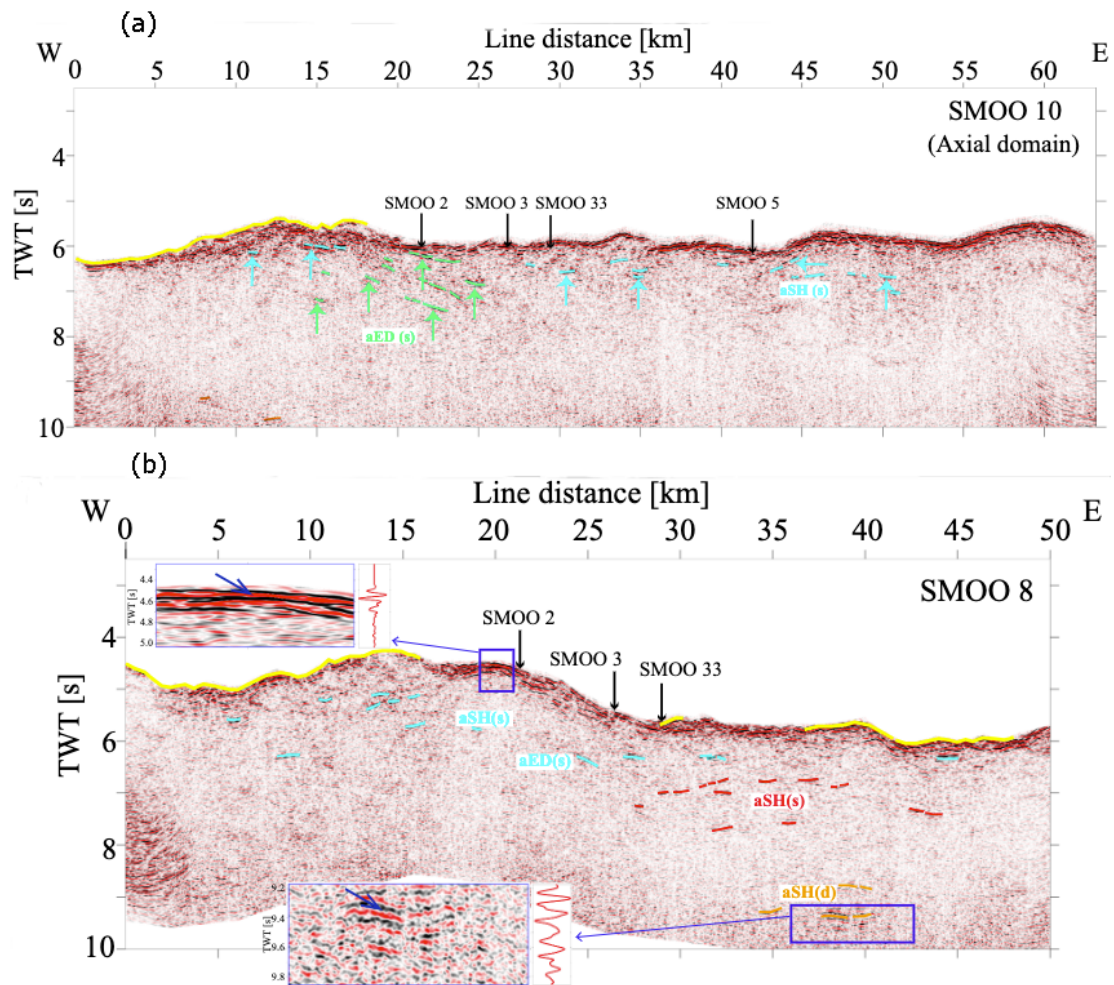 (a)
Line distance [km]
W
E
0 5 10 15 20 25 30 35 40 45 50 55 60
SMOO 10
(Axial domain)
TWT [s]
4
6
8
10
SMOO 2
SMOO 3
SMOO 33
SMOO 5
aSH (s)
aED (s)
(b)
Line distance [km]
W
E
0 5 10 15 20 25 30 35 40 45 50
SMOO 8
TWT [s]
4
6
8
10
TWT [s]
4.4
4.6
4.8
5.0
SMOO 2
SMOO 3
SMOO 33
aSH(s)
aED(s)
aSH(s)
aSH(d)
TWT [s]
9.2
9.4
9.6
9.8